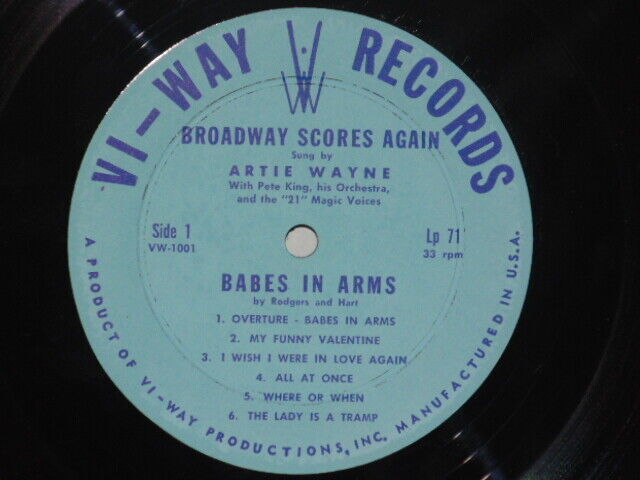 VI-WAY RECORDS
BROADWAY SCORES AGAIN
Sung by
ARTIE WAYNE
With Pete King, his Orchestra,
and the "21" Magic Voices
Side 1
VW-1001
Lp 71
33 rpm
BABES IN ARMS
by Rodgers and Hart
1. OVERTURE - BABES IN ARMS
2. MY FUNNY VALENTINE
3. I WISH I WERE IN LOVE AGAIN
4. ALL AT ONCE
5. WHERE OR WHEN
6. THE LADY IS A TRAMP
A PRODUCT OF VI-WAY PRODUCTIONS, INC. MANUFACTURED IN U.S.A.